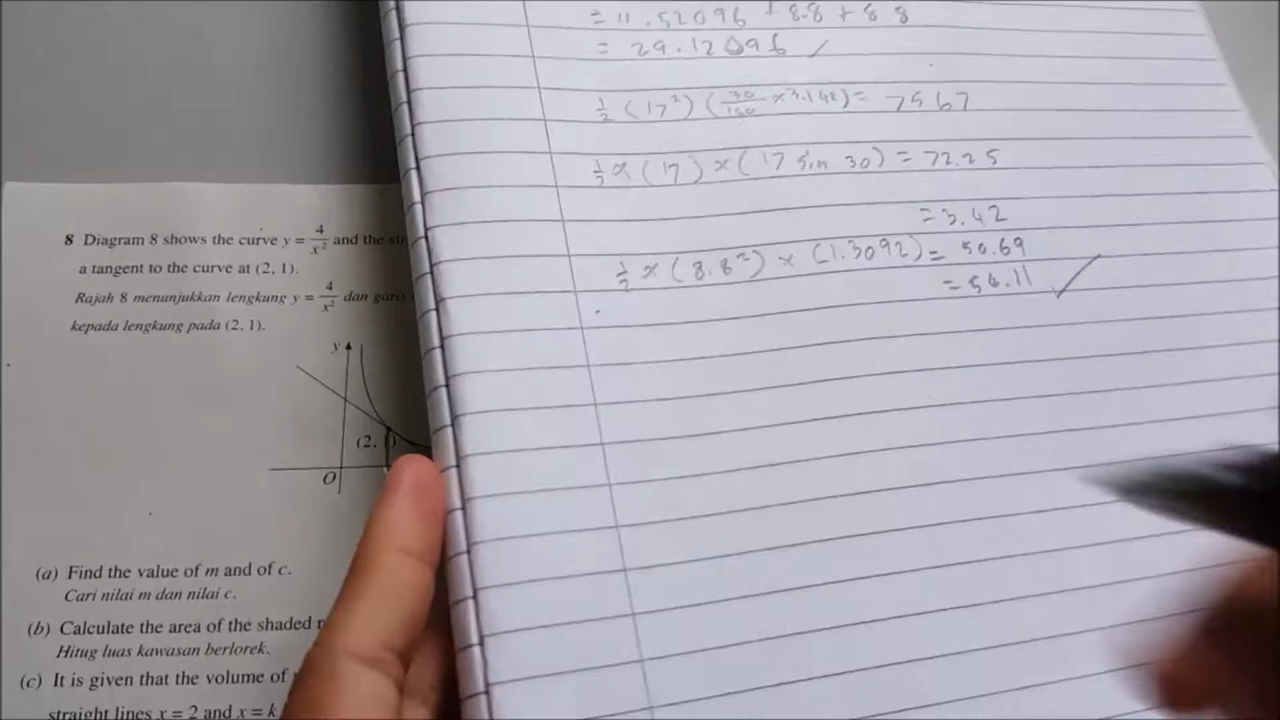 = 11.52096 + 8.8 + 8 8
= 29.12096 /
½ (17²) (30/180 × 3.142) = 75.67
½ × (17) × (17 sin 30) = 72.25
= 3.42
½ × (8.8²) × (1.3092) = 50.69
= 54.11 ✓
8 Diagram 8 shows the curve y = 4/x² and the
a tangent to the curve at (2, 1).
Rajah 8 menunjukkan lengkung y = 4/x² dan garis
kepada lengkung pada (2, 1).
y
(2, 1)
O
(a) Find the value of m and of c.
Cari nilai m dan nilai c.
(b) Calculate the area of the shaded
Hitug luas kawasan berlorek.
(c) It is given that the volume of
straight lines x = 2 and x = k